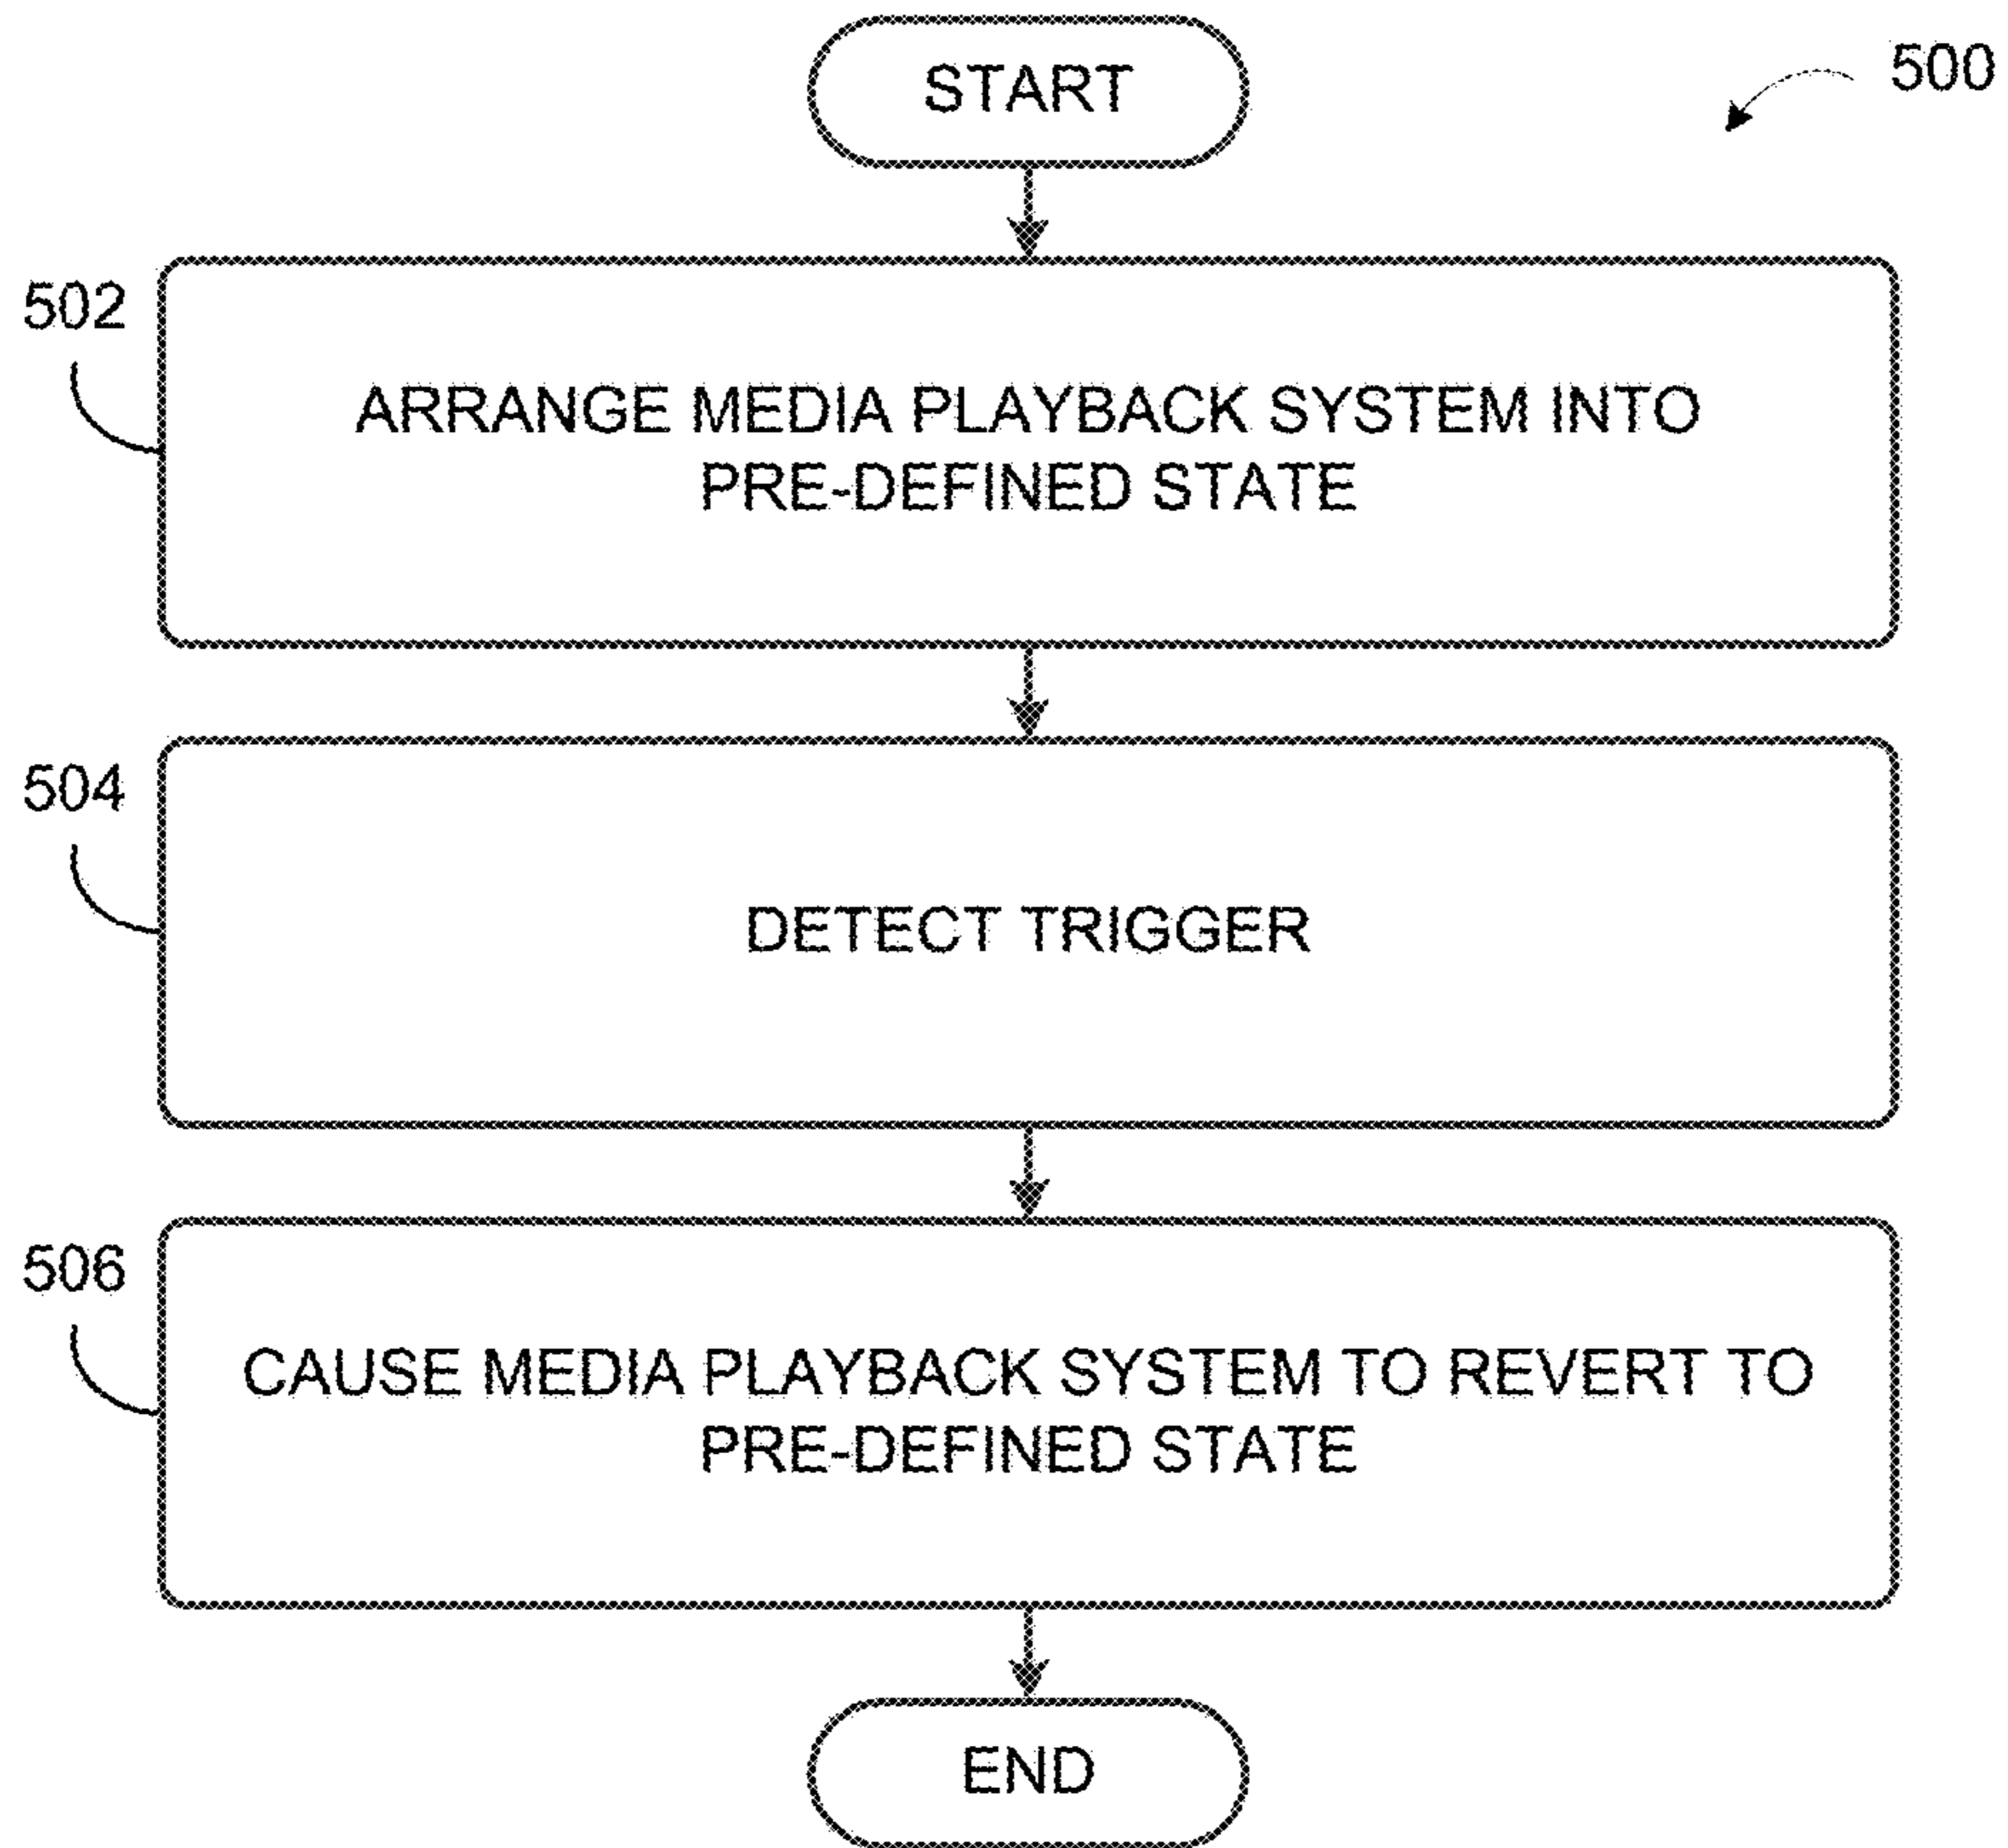 START
500
502
ARRANGE MEDIA PLAYBACK SYSTEM INTO
PRE-DEFINED STATE
504
DETECT TRIGGER
506
CAUSE MEDIA PLAYBACK SYSTEM TO REVERT TO
PRE-DEFINED STATE
END